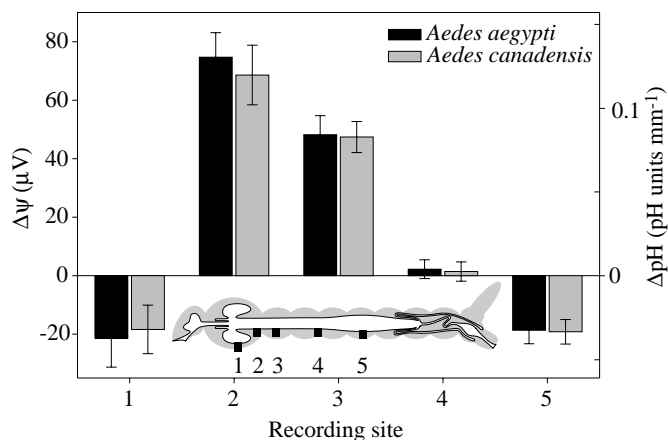 80
60
40
20
0
-20
Δψ (μV)
Aedes aegypti
Aedes canadensis
0.1
0
ΔpH (pH units mm-1)
1 2 3 4 5
1 2 3 4 5
Recording site